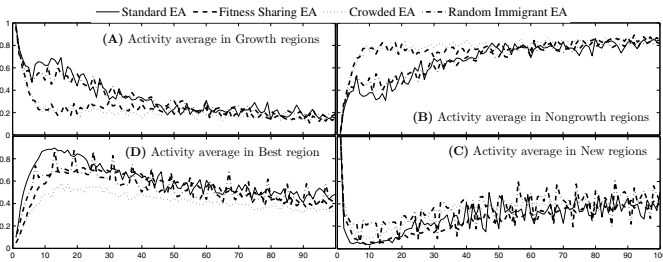 Standard EA Fitness Sharing EA Crowded EA Random Immigrant EA
1
0.8
0.6
0.4
0.2
0
(A) Activity average in Growth regions
(B) Activity average in Nongrowth regions
0.8
0.6
0.4
0.2
0
(D) Activity average in Best region
(C) Activity average in New regions
0 10 20 30 40 50 60 70 80 90 100
0 10 20 30 40 50 60 70 80 90 100